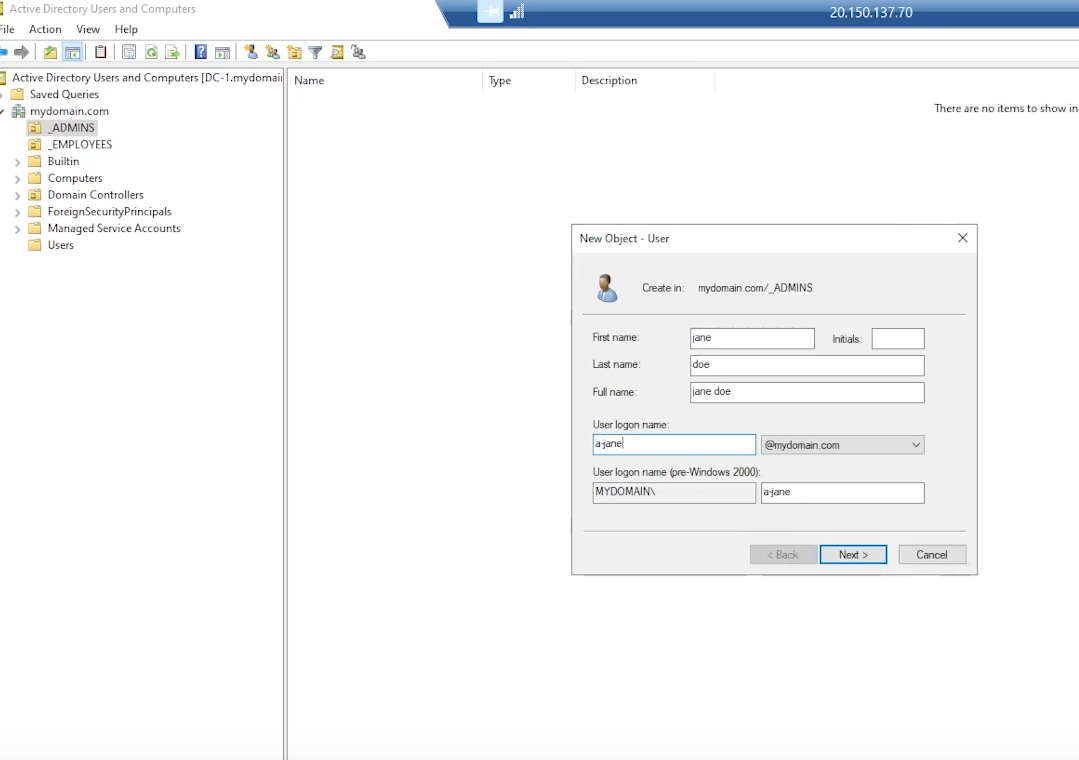 Active Directory Users and Computers
20.150.137.70
File Action View Help
Active Directory Users and Computers [DC-1.mydomain
Saved Queries
mydomain.com
_ADMINS
_EMPLOYEES
Builtin
Computers
Domain Controllers
ForeignSecurityPrincipals
Managed Service Accounts
Users
Name Type Description
There are no items to show in
New Object - User
Create in: mydomain.com/_ADMINS
First name: jane Initials:
Last name: doe
Full name: jane doe
User logon name:
a-jane @mydomain.com
User logon name (pre-Windows 2000):
MYDOMAIN\ a-jane
< Back Next > Cancel